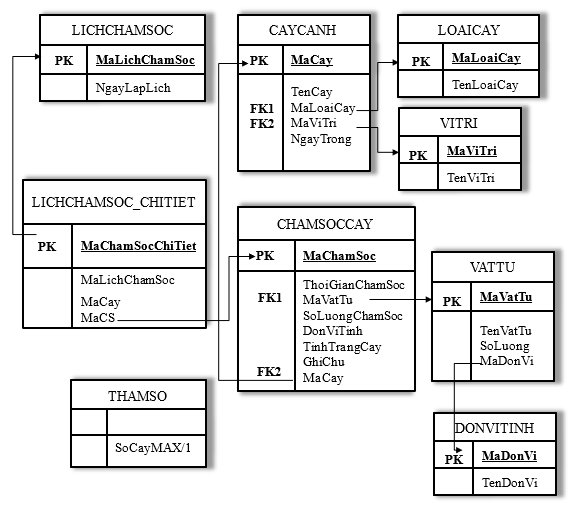 LICHCHAMSOC
PK MaLichChamSoc
NgayLapLich
CAYCANH
PK MaCay
TenCay
FK1 MaLoaiCay
FK2 MaViTri
NgayTrong
LOAICAY
PK MaLoaiCay
TenLoaiCay
VITRI
PK MaViTri
TenViTri
LICHCHAMSOC_CHITIET
PK MaChamSocChiTiet
MaLichChamSoc
MaCay
MaCS
CHAMSOCCAY
PK MaChamSoc
ThoiGianChamSoc
FK1 MaVatTu
SoLuongChamSoc
DonViTinh
TinhTrangCay
GhiChu
FK2 MaCay
VATTU
PK MaVatTu
TenVatTu
SoLuong
MaDonVi
THAMSO
SoCayMAX/1
DONVITINH
PK MaDonVi
TenDonVi